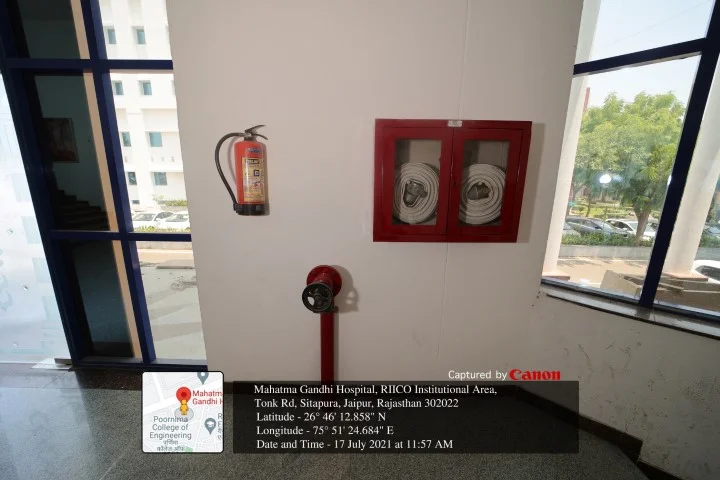 Captured by Canon
Mahatma Gandhi Hospital, RIICO Institutional Area,
Tonk Rd, Sitapura, Jaipur, Rajasthan 302022
Latitude - 26° 46' 12.858" N
Longitude - 75° 51' 24.684" E
Date and Time - 17 July 2021 at 11:57 AM
Mahatm
Gandhi H
Poornima
College of
Engineering